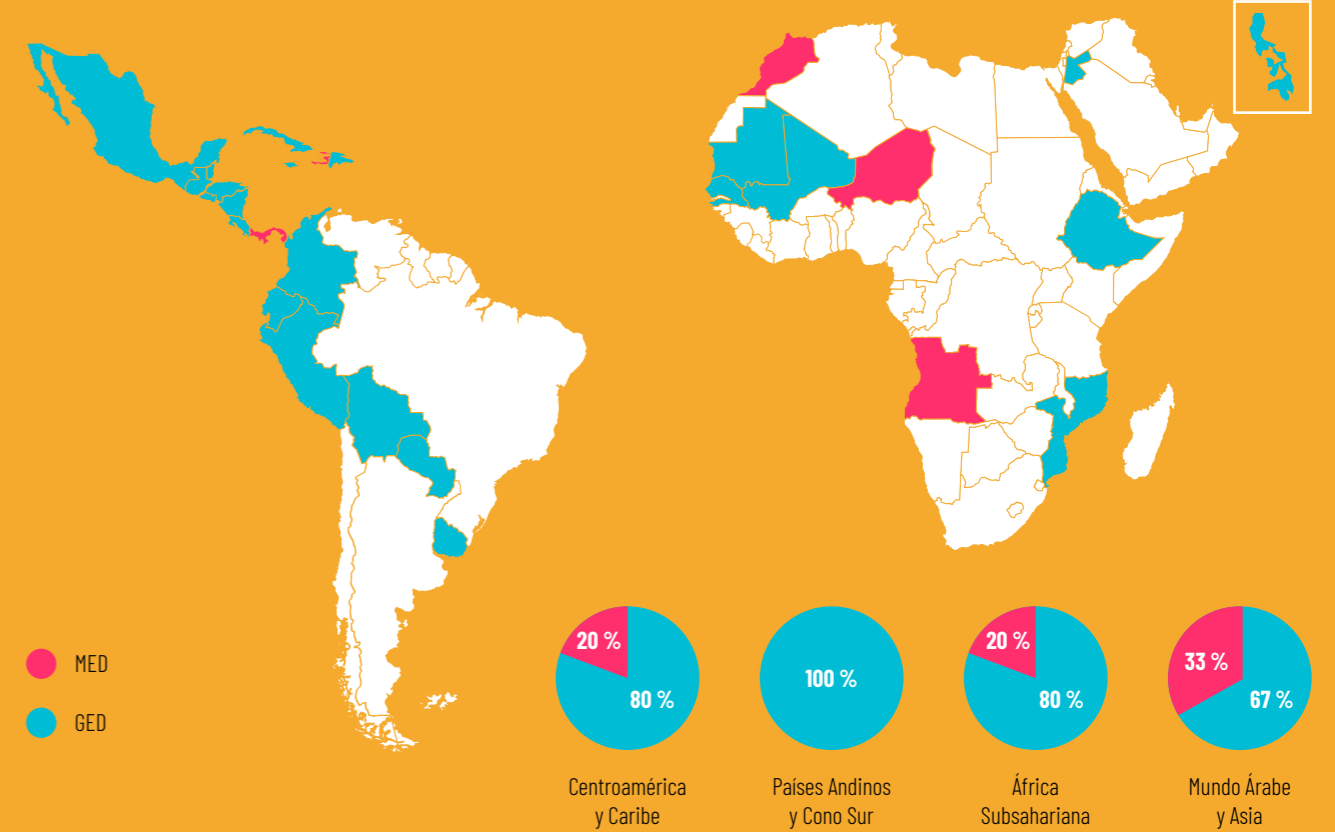 MED
GED
20 %
80 %
100 %
20 %
80 %
33 %
67 %
Centroamérica
y Caribe
Países Andinos
y Cono Sur
África
Subsahariana
Mundo Árabe
y Asia